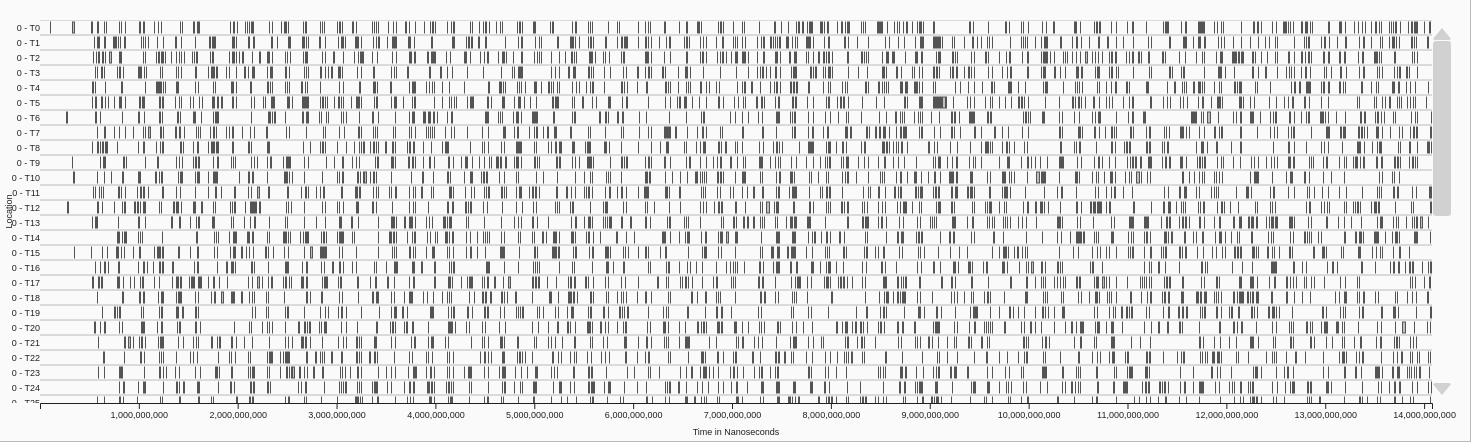 0 - T0
0 - T1
0 - T2
0 - T3
0 - T4
0 - T5
0 - T6
0 - T7
0 - T8
0 - T9
0 - T10
0 - T11
0 - T12
0 - T13
0 - T14
0 - T15
0 - T16
0 - T17
0 - T18
0 - T19
0 - T20
0 - T21
0 - T22
0 - T23
0 - T24
0 - T25
Location
1,000,000,000 2,000,000,000 3,000,000,000 4,000,000,000 5,000,000,000 6,000,000,000 7,000,000,000 8,000,000,000 9,000,000,000 10,000,000,000 11,000,000,000 12,000,000,000 13,000,000,000 14,000,000,000
Time in Nanoseconds